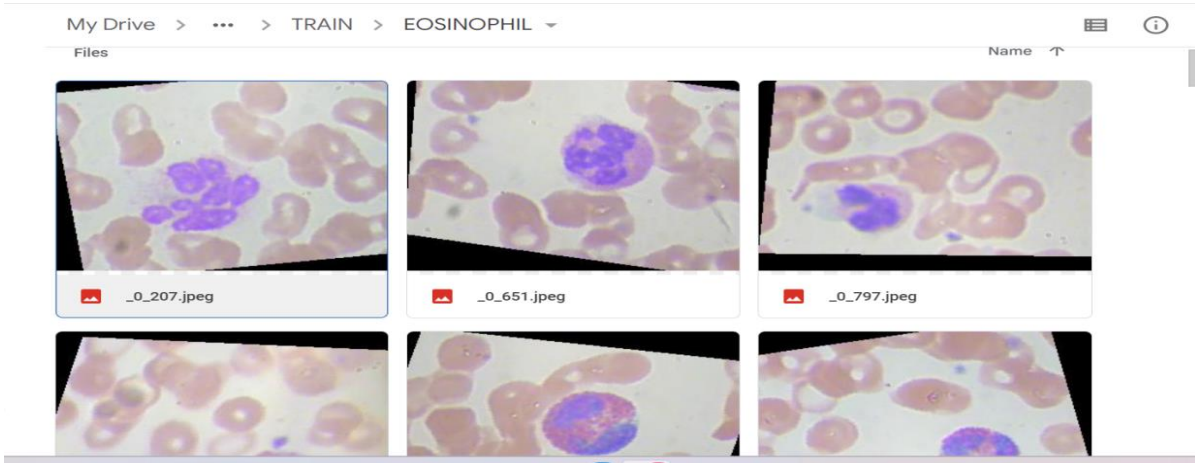 My Drive > ... > TRAIN > EOSINOPHIL
Files Name ↑
_0_207.jpeg _0_651.jpeg _0_797.jpeg